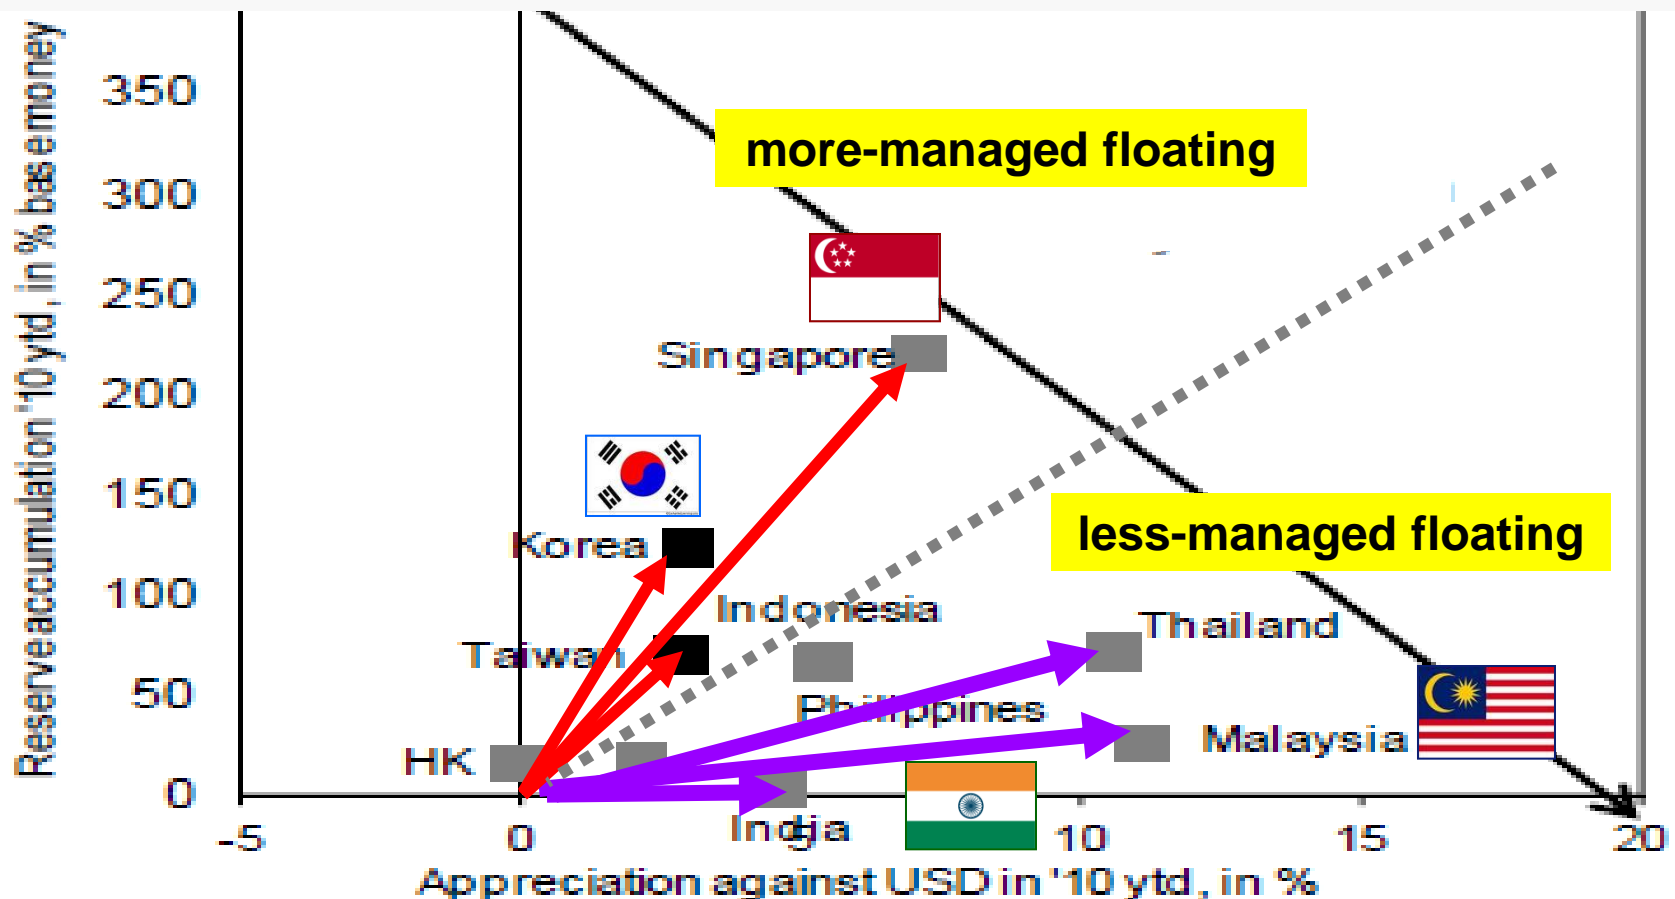 Reserve accumulation '10 ytd, in % base money
350
300
250
200
150
100
50
0
more-managed floating
Singapore
Korea
less-managed floating
Indonesia
Thailand
Taiwan
Philippines
Malaysia
HK
India
-5
0
5
10
15
20
Appreciation against USD in '10 ytd, in %